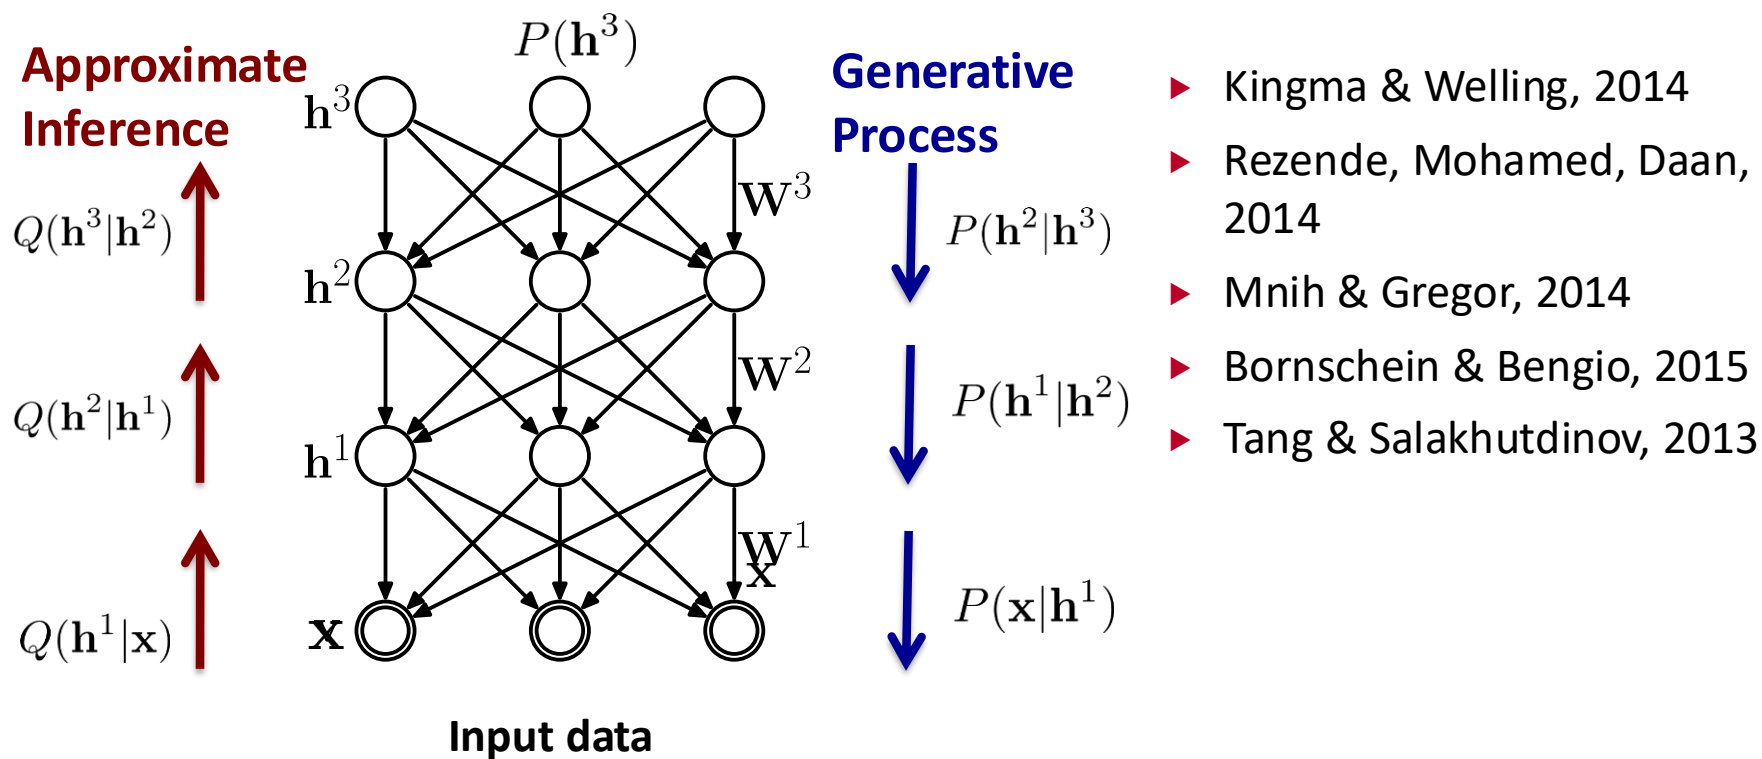 Approximate
Inference
Q(h³|h²)
Q(h²|h¹)
Q(h¹|x)
P(h³)
h³
W³
h²
W²
h¹
W¹
x
x
Input data
Generative
Process
P(h²|h³)
P(h¹|h²)
P(x|h¹)
▸ Kingma & Welling, 2014
▸ Rezende, Mohamed, Daan,
2014
▸ Mnih & Gregor, 2014
▸ Bornschein & Bengio, 2015
▸ Tang & Salakhutdinov, 2013